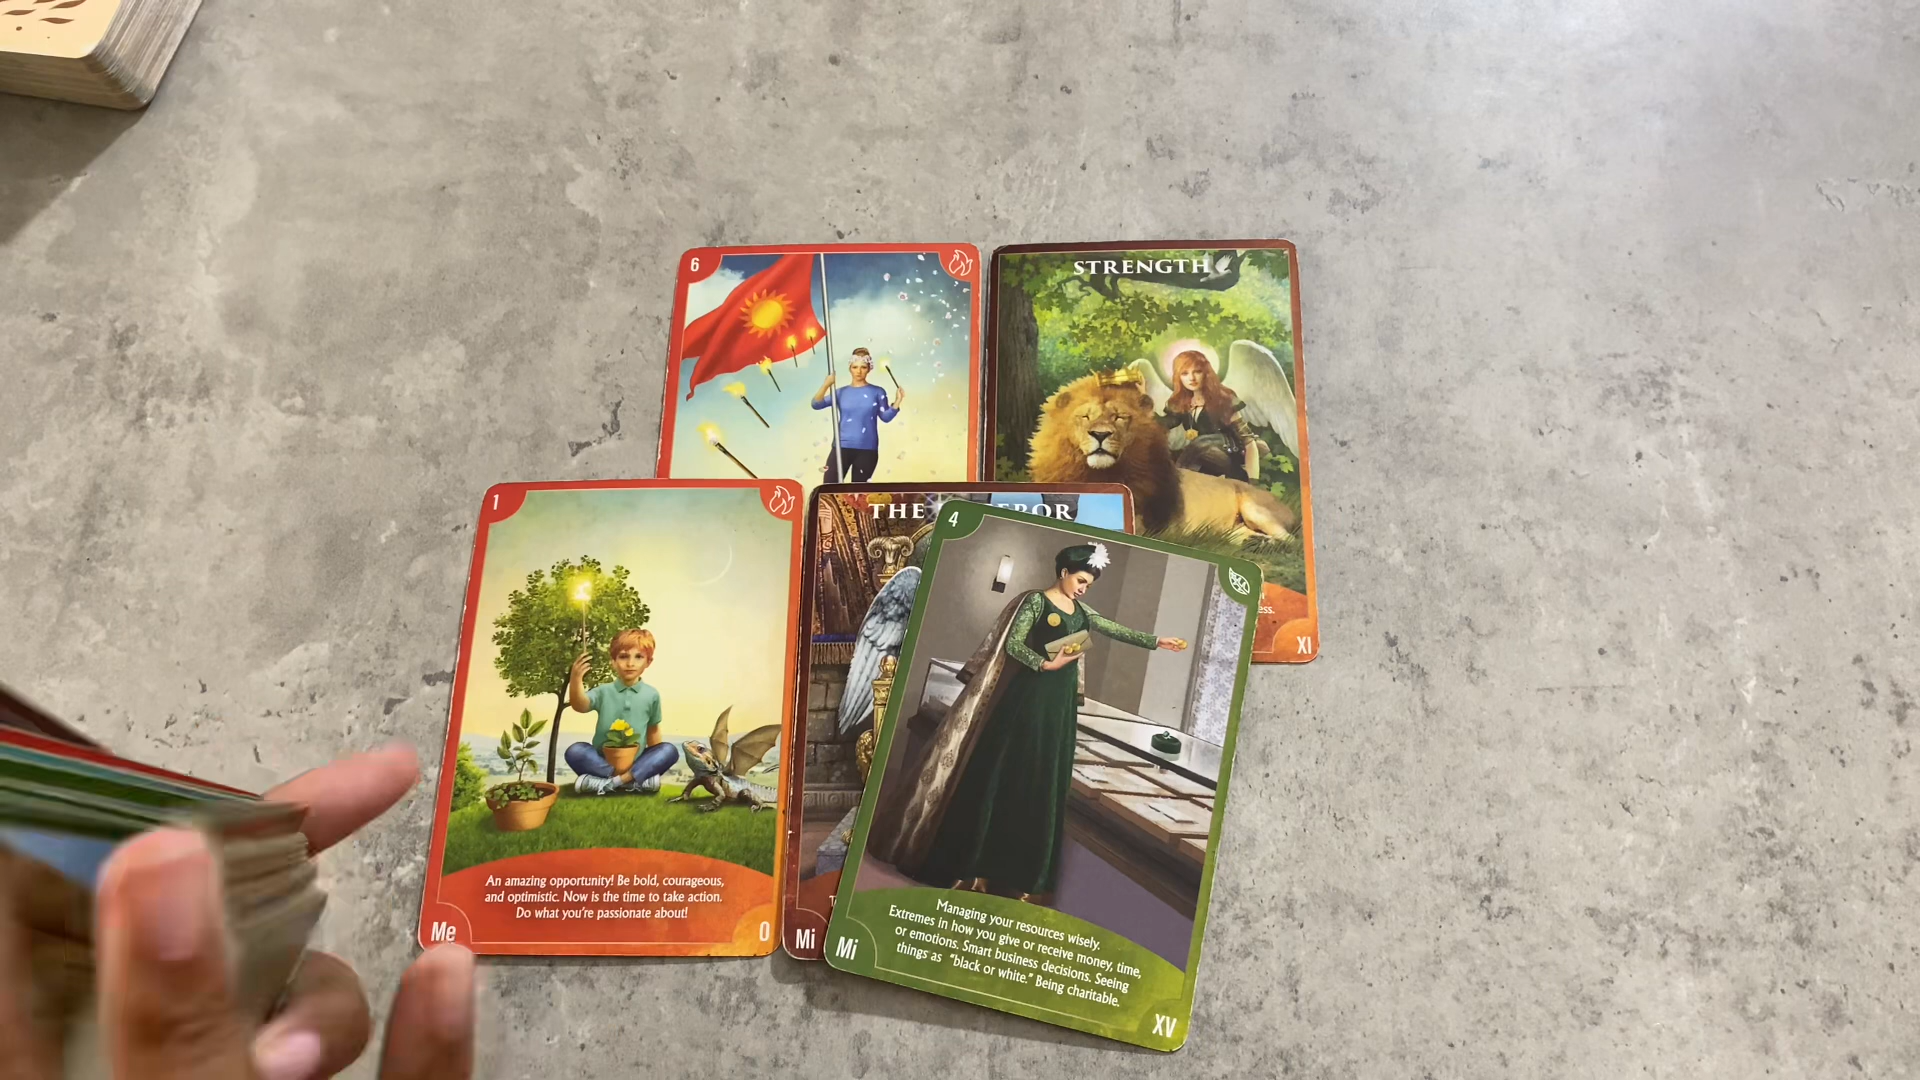 6
STRENGTH
ess.
XI
1
An amazing opportunity! Be bold, courageous,
and optimistic. Now is the time to take action.
Do what you're passionate about!
Me
0
THE
Mi
4
Managing your resources wisely.
Extremes in how you give or receive money, time,
or emotions. Smart business decisions. Seeing
things as "black or white." Being charitable.
Mi
XV